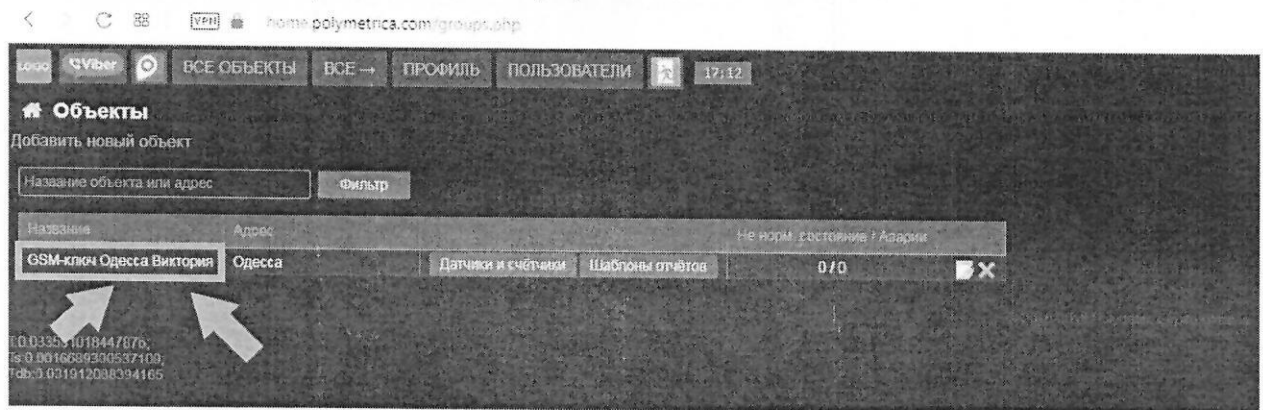 VPN home.polymetrica.com/groups.php
LOGO Viber ВСЕ ОБЪЕКТЫ ВСЕ → ПРОФИЛЬ ПОЛЬЗОВАТЕЛИ 17:12
Объекты
Добавить новый объект
Название объекта или адрес Фильтр
Название Адрес Не норм. состояние / Аварии
GSM-ключ Одесса Виктория Одесса Датчики и счётчики Шаблоны отчётов 0 / 0